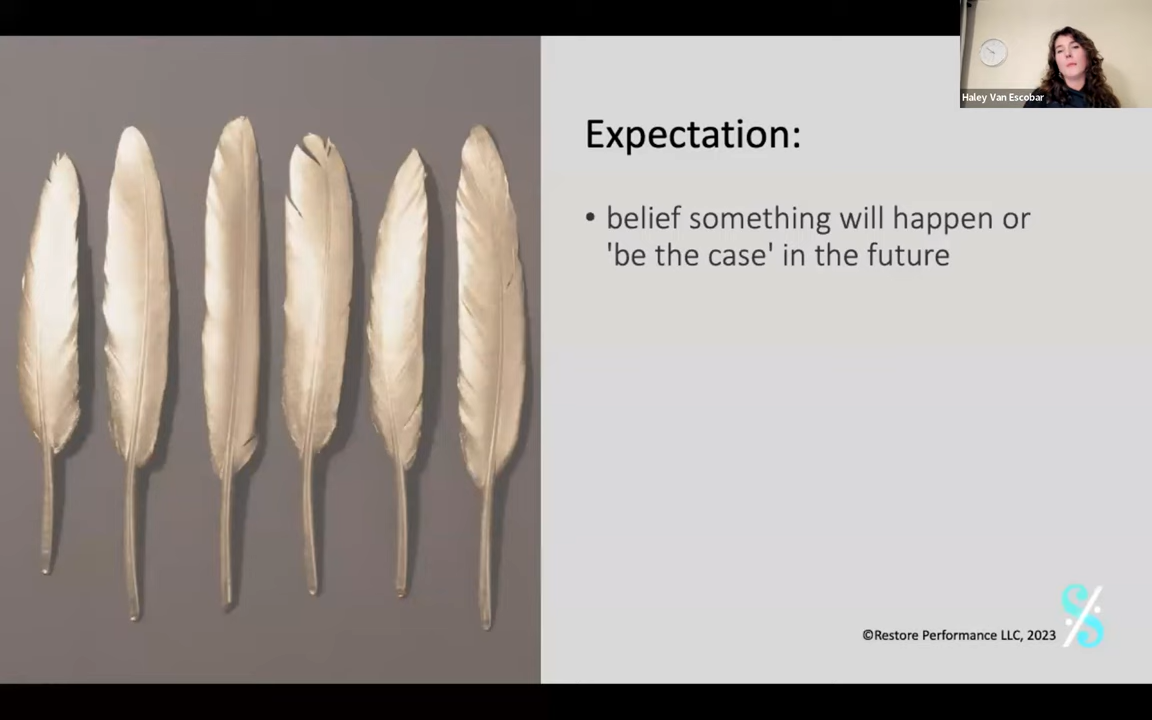 Haley Van Escobar
Expectation:
• belief something will happen or
'be the case' in the future
©Restore Performance LLC, 2023